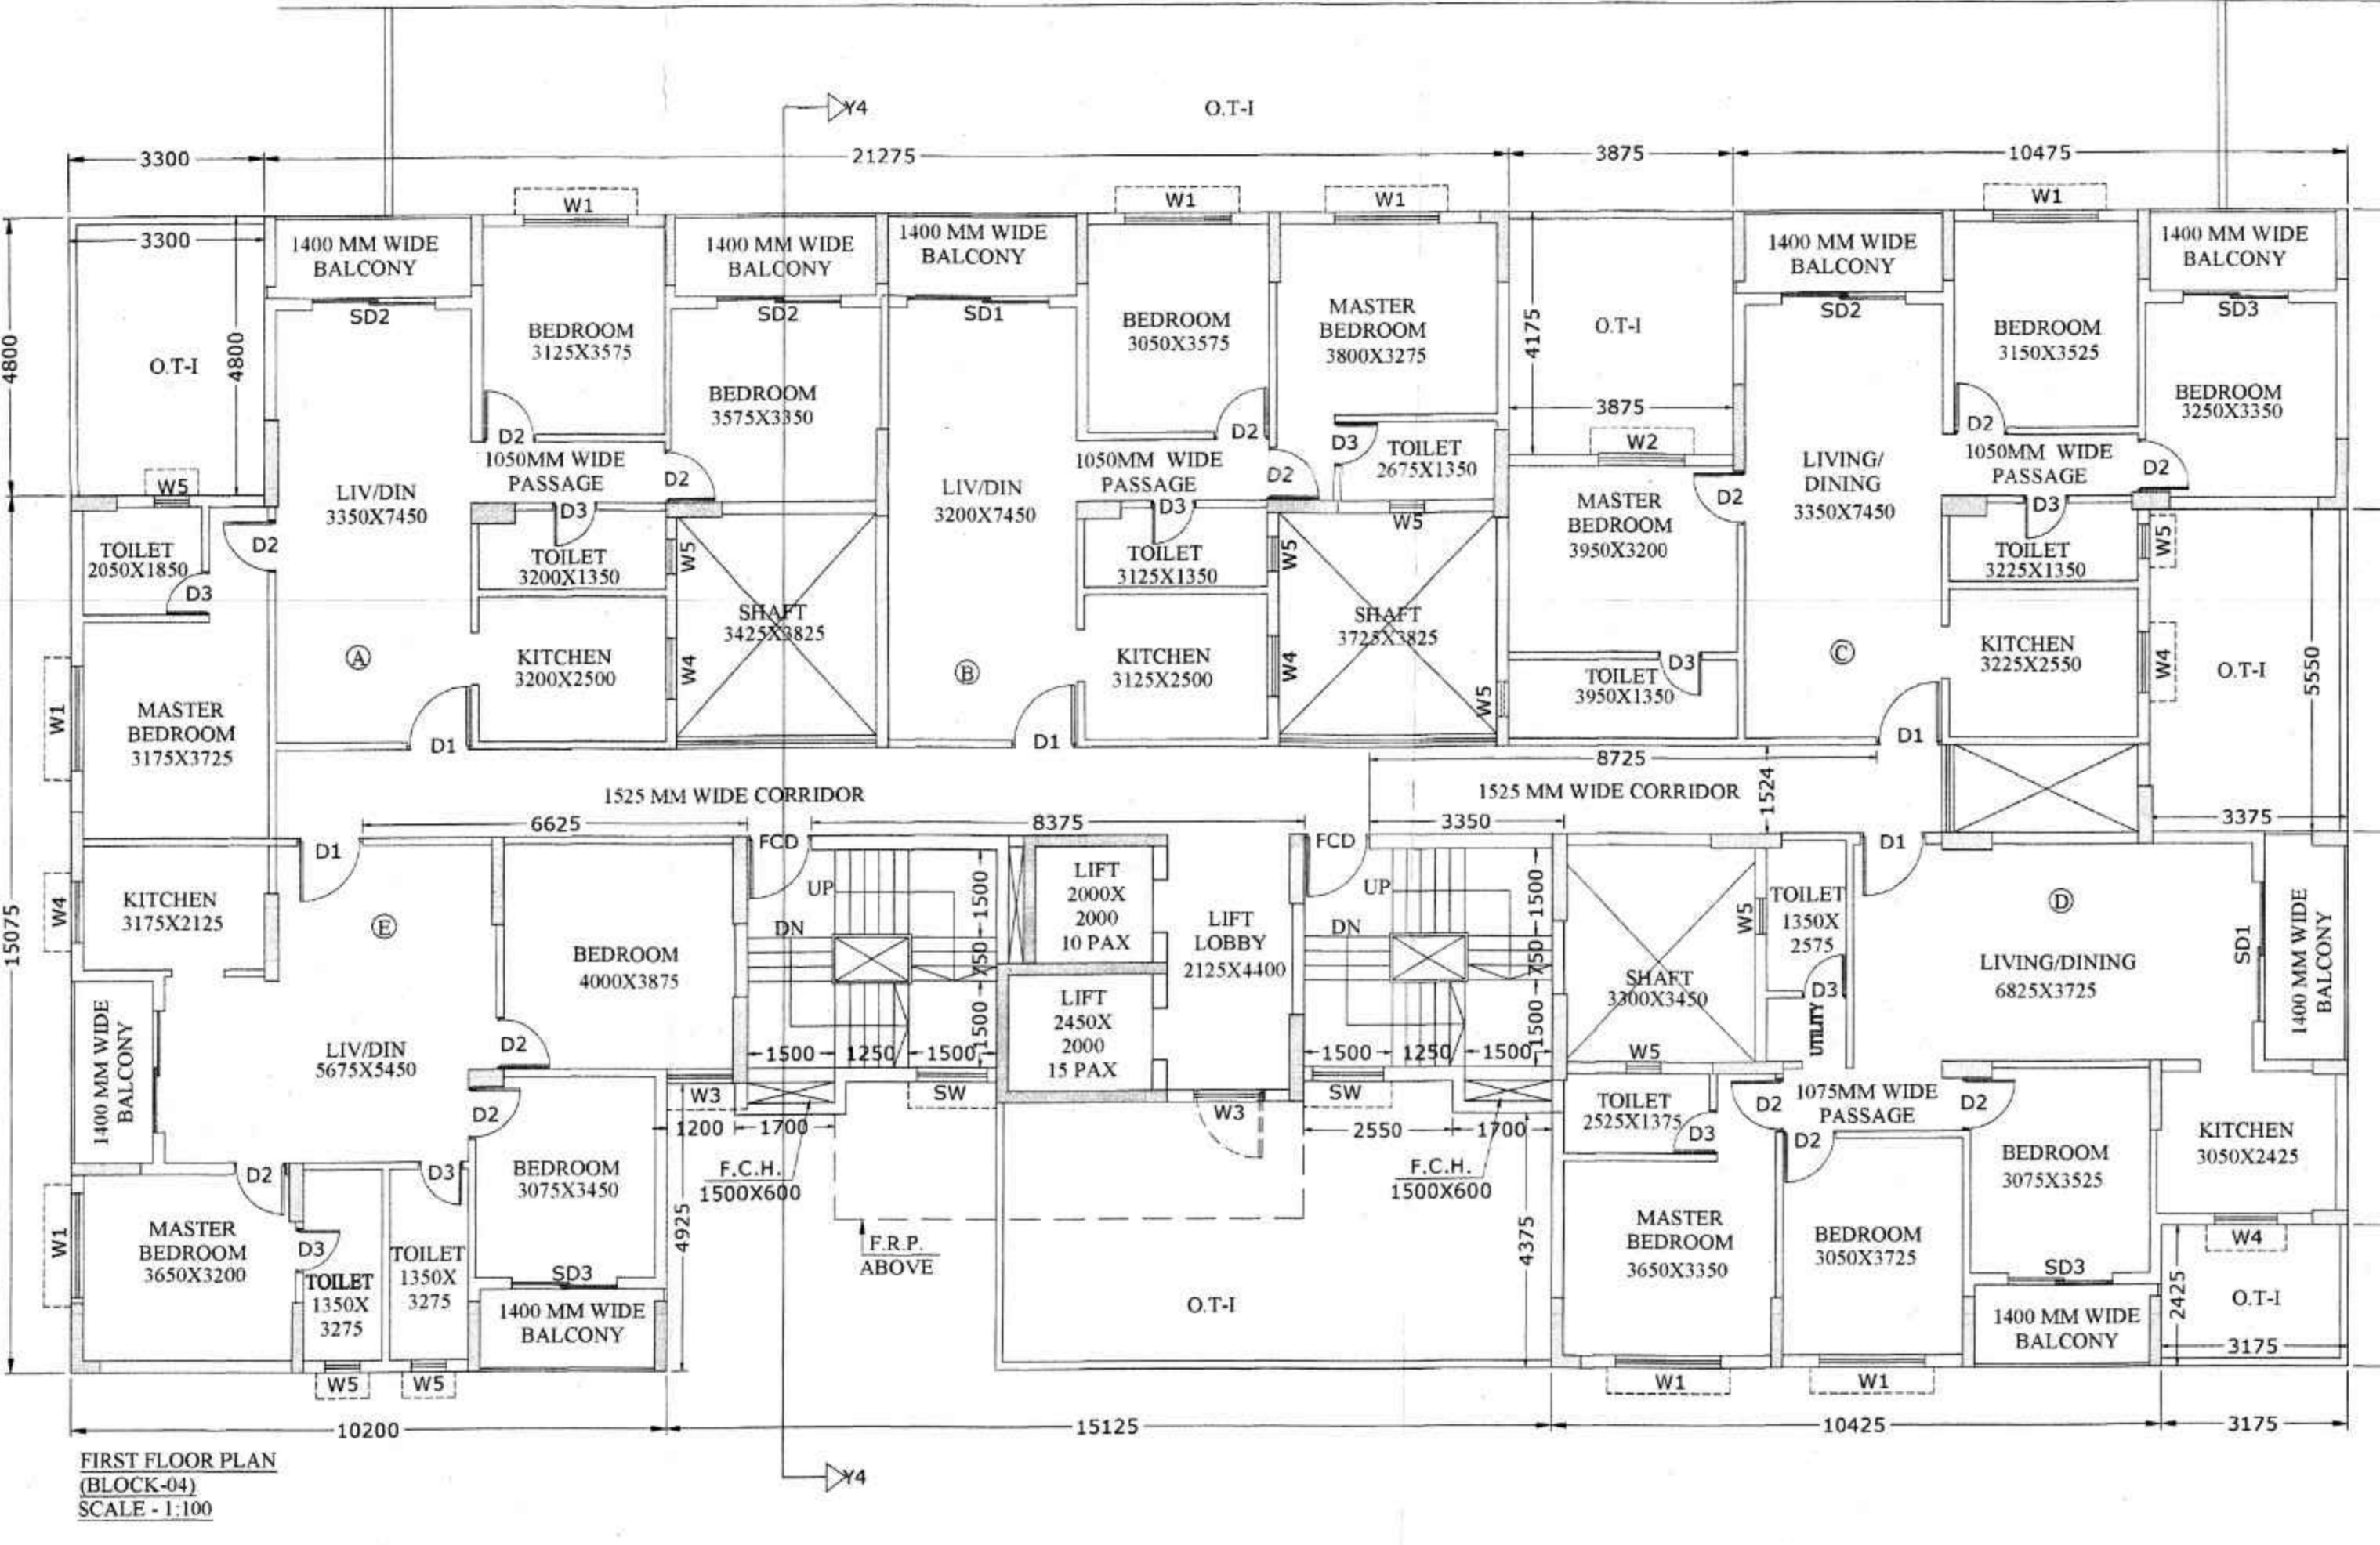 Y4
O.T-I
3300
21275
3875
10475
W1
W1
W1
W1
3300
1400 MM WIDE
BALCONY
1400 MM WIDE
BALCONY
1400 MM WIDE
BALCONY
1400 MM WIDE
BALCONY
1400 MM WIDE
BALCONY
4800
O.T-I
4800
SD2
BEDROOM
3125X3575
SD2
SD1
BEDROOM
3050X3575
MASTER
BEDROOM
3800X3275
4175
O.T-I
3875
W2
SD2
BEDROOM
3150X3525
SD3
BEDROOM
3575X3350
BEDROOM
3250X3350
W5
LIV/DIN
3350X7450
D2
1050MM WIDE
PASSAGE
D2
D3
LIV/DIN
3200X7450
1050MM WIDE
PASSAGE
D2
D2
D3
D3
TOILET
2675X1350
W5
MASTER
BEDROOM
3950X3200
D2
LIVING/
DINING
3350X7450
D2
1050MM WIDE
PASSAGE
D2
D3
TOILET
2050X1850
D2
D3
TOILET
3200X1350
W5
TOILET
3125X1350
W5
TOILET
3225X1350
W5
SHAFT
3425X3825
SHAFT
3725X3825
A
KITCHEN
3200X2500
W4
B
KITCHEN
3125X2500
W4
W5
TOILET
3950X1350
D3
C
KITCHEN
3225X2550
W4
O.T-I
5550
W1
MASTER
BEDROOM
3175X3725
D1
D1
D1
8725
1524
1525 MM WIDE CORRIDOR
1525 MM WIDE CORRIDOR
6625
8375
3350
3375
15075
D1
FCD
FCD
D1
W4
KITCHEN
3175X2125
E
BEDROOM
4000X3875
UP
DN
1500
750
1500
LIFT
2000X
2000
10 PAX
LIFT
LOBBY
2125X4400
LIFT
2450X
2000
15 PAX
UP
DN
1500
750
1500
SHAFT
3300X3450
W5
TOILET
1350X
2575
D3
UTILITY
D
LIVING/DINING
6825X3725
SD1
1400 MM WIDE
BALCONY
1400 MM WIDE
BALCONY
LIV/DIN
5675X5450
D2
D2
1500
1250
1500
1500
1250
1500
W5
W3
SW
W3
SW
1200
1700
2550
1700
TOILET
2525X1375
D3
D2
1075MM WIDE
PASSAGE
D2
D2
BEDROOM
3075X3525
KITCHEN
3050X2425
D2
D3
BEDROOM
3075X3450
F.C.H.
1500X600
F.C.H.
1500X600
W1
MASTER
BEDROOM
3650X3200
D3
TOILET
1350X
3275
TOILET
1350X
3275
SD3
1400 MM WIDE
BALCONY
4925
F.R.P.
ABOVE
O.T-I
4375
MASTER
BEDROOM
3650X3350
BEDROOM
3050X3725
SD3
1400 MM WIDE
BALCONY
W4
2425
O.T-I
3175
W5
W5
W1
W1
10200
15125
10425
3175
Y4
FIRST FLOOR PLAN
(BLOCK-04)
SCALE - 1:100